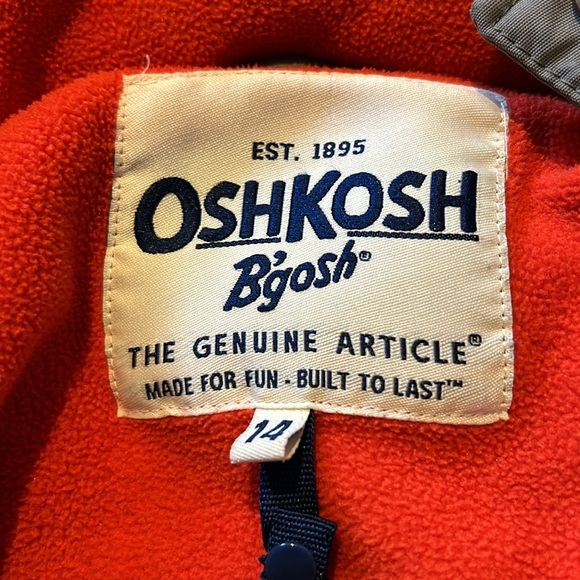 EST. 1895
OSHKOSH
B'gosh®
THE GENUINE ARTICLE®
MADE FOR FUN - BUILT TO LAST™
14